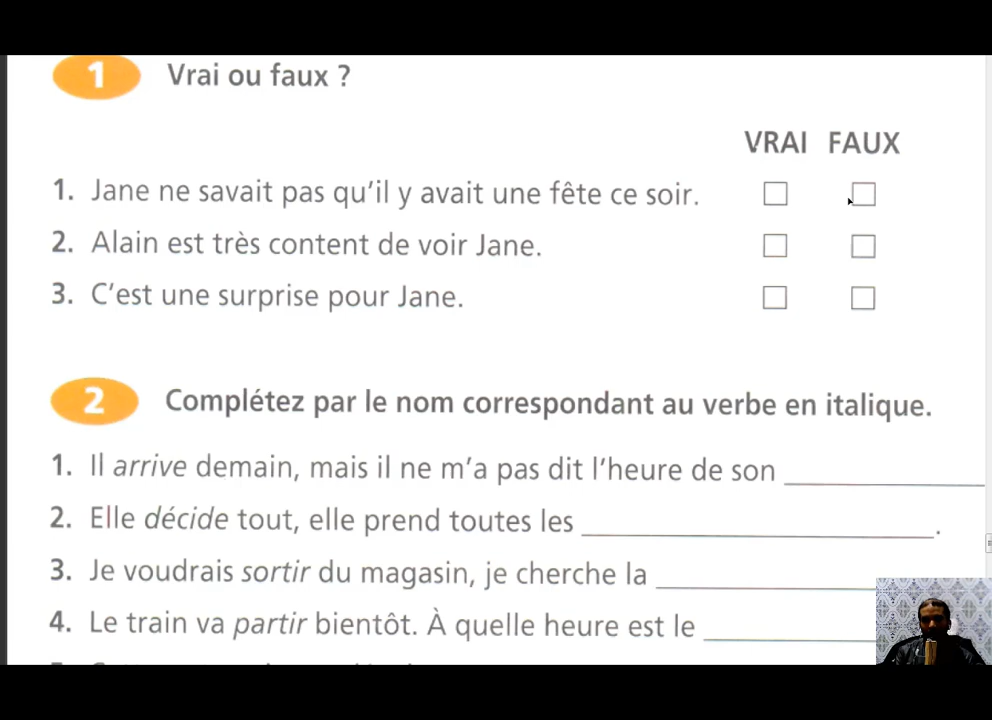 1 Vrai ou faux ?
VRAI FAUX
1. Jane ne savait pas qu'il y avait une fête ce soir.
2. Alain est très content de voir Jane.
3. C'est une surprise pour Jane.
2 Complétez par le nom correspondant au verbe en italique.
1. Il arrive demain, mais il ne m'a pas dit l'heure de son
2. Elle décide tout, elle prend toutes les .
3. Je voudrais sortir du magasin, je cherche la
4. Le train va partir bientôt. À quelle heure est le